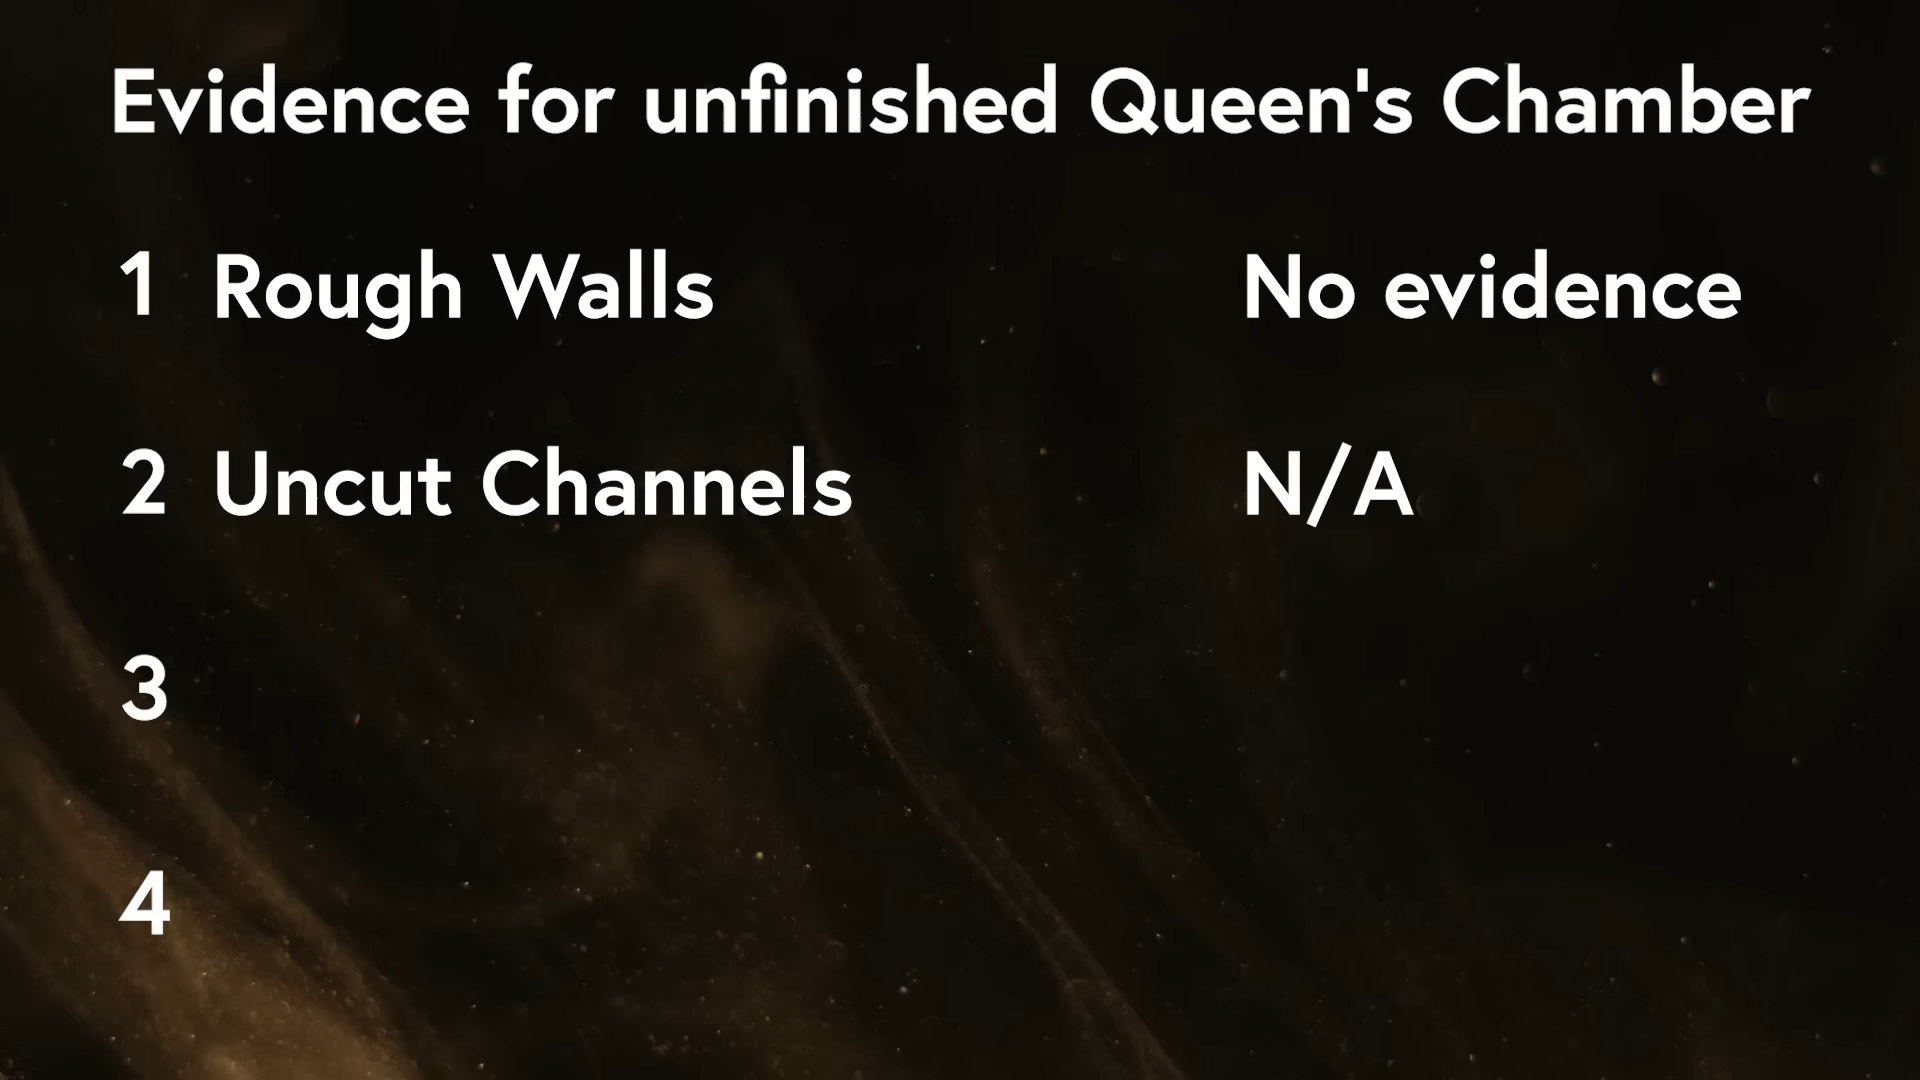 Evidence for unfinished Queen's Chamber
1 Rough Walls No evidence
2 Uncut Channels N/A
3
4